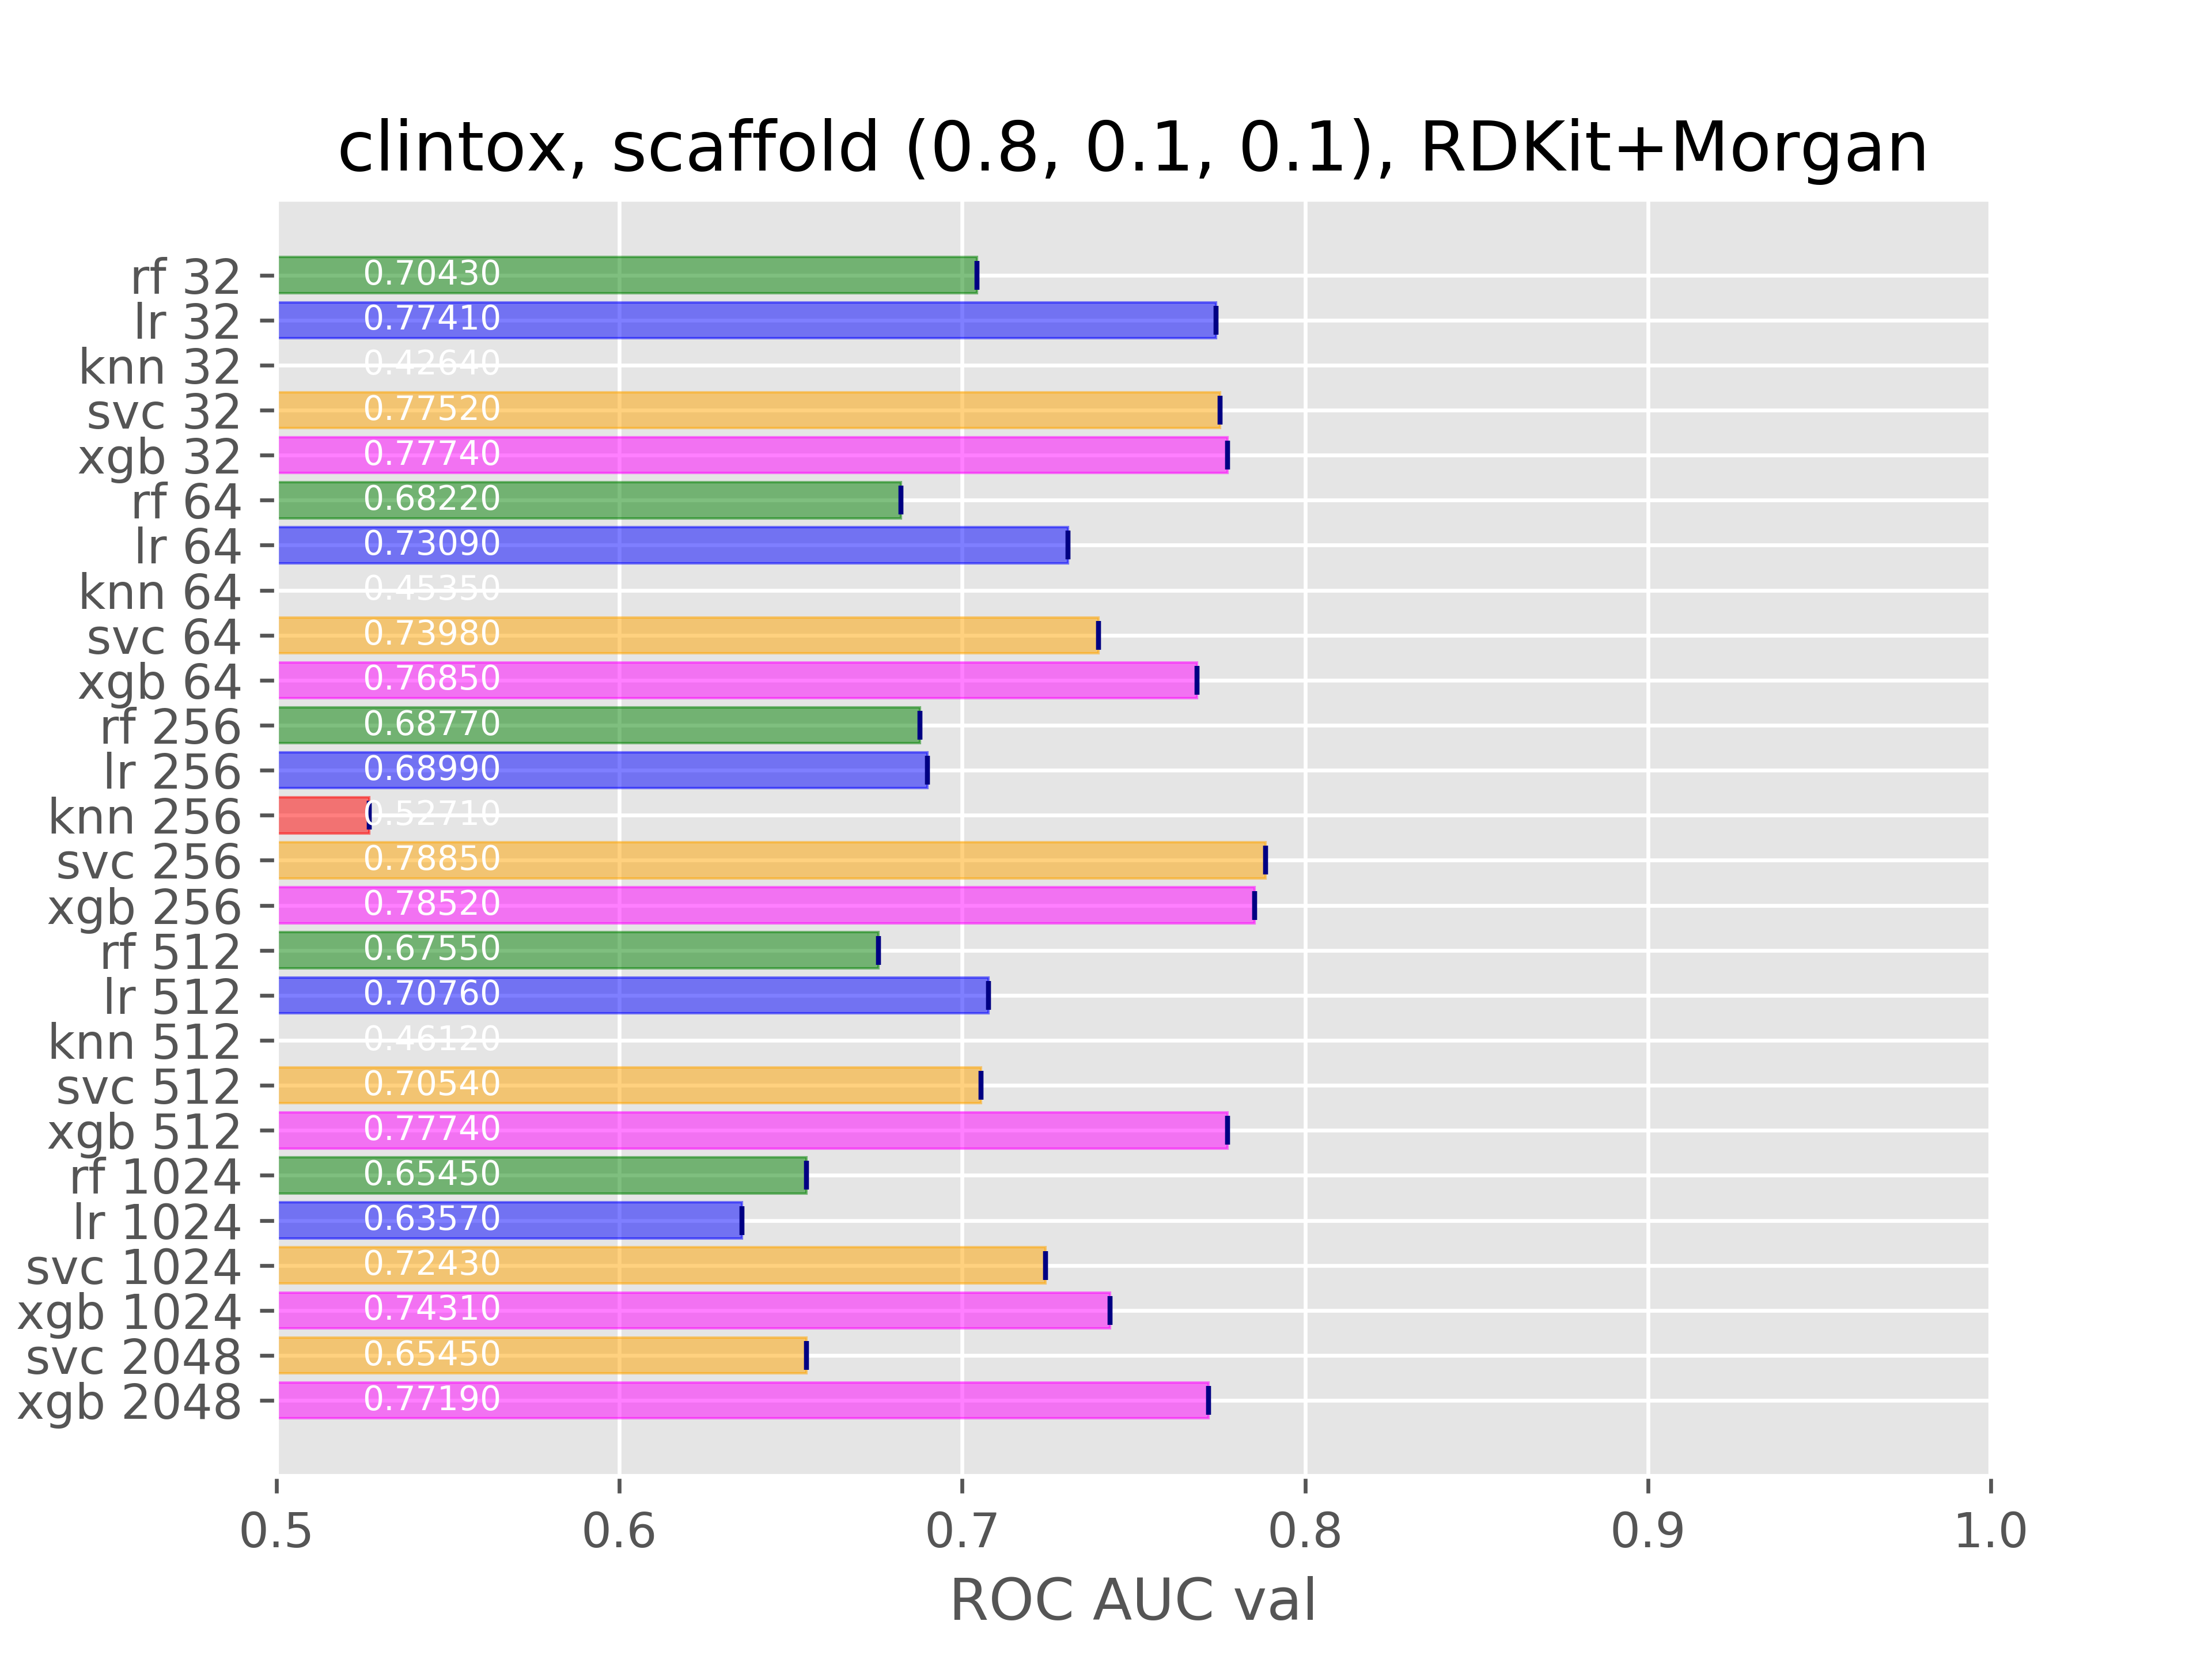 clintox, scaffold (0.8, 0.1, 0.1), RDKit+Morgan
rf 32 0.70430
lr 32 0.77410
knn 32 0.42640
svc 32 0.77520
xgb 32 0.77740
rf 64 0.68220
lr 64 0.73090
knn 64 0.45350
svc 64 0.73980
xgb 64 0.76850
rf 256 0.68770
lr 256 0.68990
knn 256 0.52710
svc 256 0.78850
xgb 256 0.78520
rf 512 0.67550
lr 512 0.70760
knn 512 0.46120
svc 512 0.70540
xgb 512 0.77740
rf 1024 0.65450
lr 1024 0.63570
svc 1024 0.72430
xgb 1024 0.74310
svc 2048 0.65450
xgb 2048 0.77190
0.5 0.6 0.7 0.8 0.9 1.0
ROC AUC val